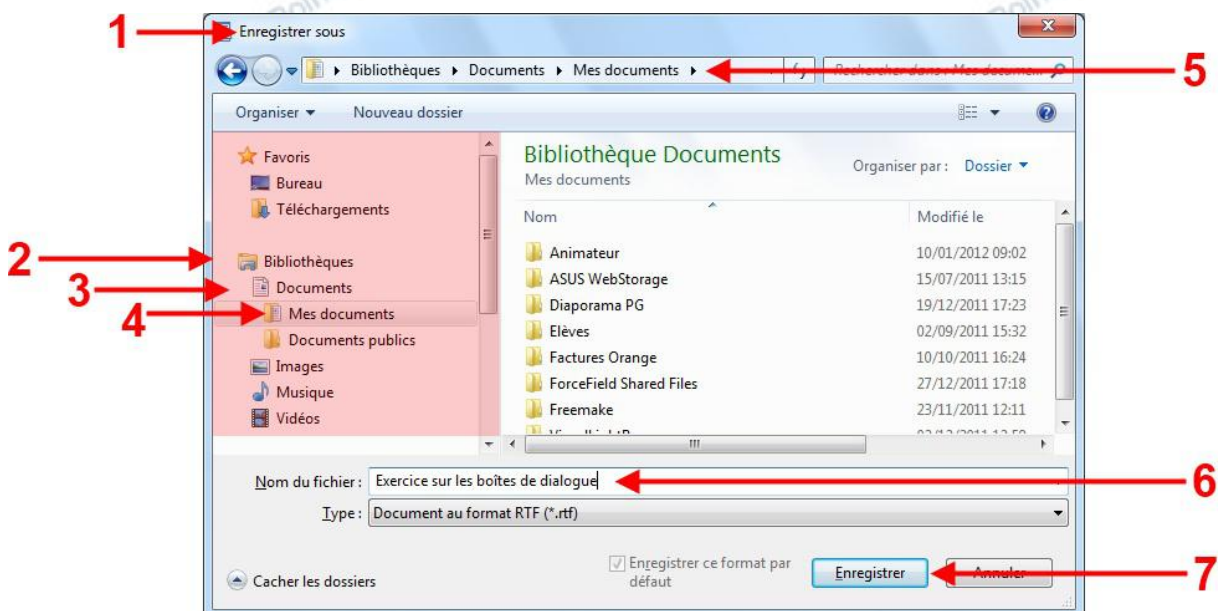 1
Enregistrer sous
Bibliothèques Documents Mes documents
Rechercher dans : Mes docume...
5
Organiser Nouveau dossier
Favoris
Bureau
Téléchargements
2
Bibliothèques
3
Documents
4
Mes documents
Documents publics
Images
Musique
Vidéos
Bibliothèque Documents
Mes documents
Organiser par : Dossier
Nom Modifié le
Animateur 10/01/2012 09:02
ASUS WebStorage 15/07/2011 13:15
Diaporama PG 19/12/2011 17:23
Elèves 02/09/2011 15:32
Factures Orange 10/10/2011 16:24
ForceField Shared Files 27/12/2011 17:18
Freemake 23/11/2011 12:11
Nom du fichier : Exercice sur les boîtes de dialogue
6
Type : Document au format RTF (*.rtf)
Cacher les dossiers
Enregistrer ce format par
défaut
Enregistrer
Annuler
7